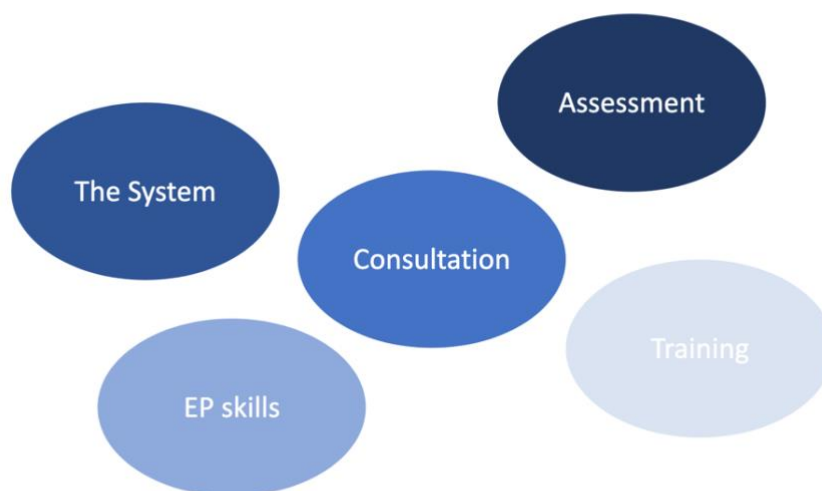 Assessment
The System
Consultation
Training
EP skills